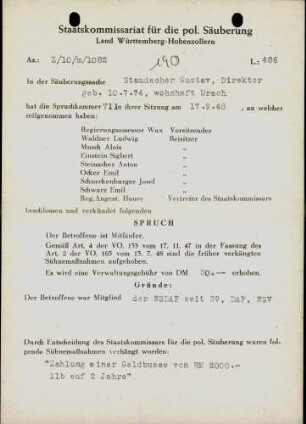 Staatskommissariat für die pol. Säuberung
Land Württemberg-Hohenzollern
Az.: Z/10/m/1082 140 L: 486
In der Säuberungssache Staudacher Gustav, Direktor
geb. 10.7.74, wohnhaft Urach
hat die Spruchkammer VII in ihrer Sitzung am 17.9.48 , an welcher
teilgenommen haben:
Regierungsassessor Wax Vorsitzender
Waldner Ludwig Beisitzer
Musch Alois "
Einstein Sigbert "
Steinacher Anton "
Ocker Emil "
Schneckenburger Josef "
Schwarz Emil "
Reg.Angest. Hauer Vertreter des Staatskommissars
beschlossen und verkündet folgenden
SPRUCH
Der Betroffene ist Mitläufer.
Gemäß Art. 4 der VO. 133 vom 17. 11. 47 in der Fassung des
Art. 2 der VO. 165 vom 13. 7. 48 sind die früher verhängten
Sühnemaßnahmen aufgehoben.
Es wird eine Verwaltungsgebühr von DM 30.— erhoben.
Gründe:
Der Betroffene war Mitglied der NSDAP seit 39, DAF, NSV
Durch Entscheidung des Staatskommissars für die pol. Säuberung waren fol-
gende Sühnemaßnahmen verhängt worden:
"Zahlung einer Geldbusse von RM 2000.-
llb auf 2 Jahre"